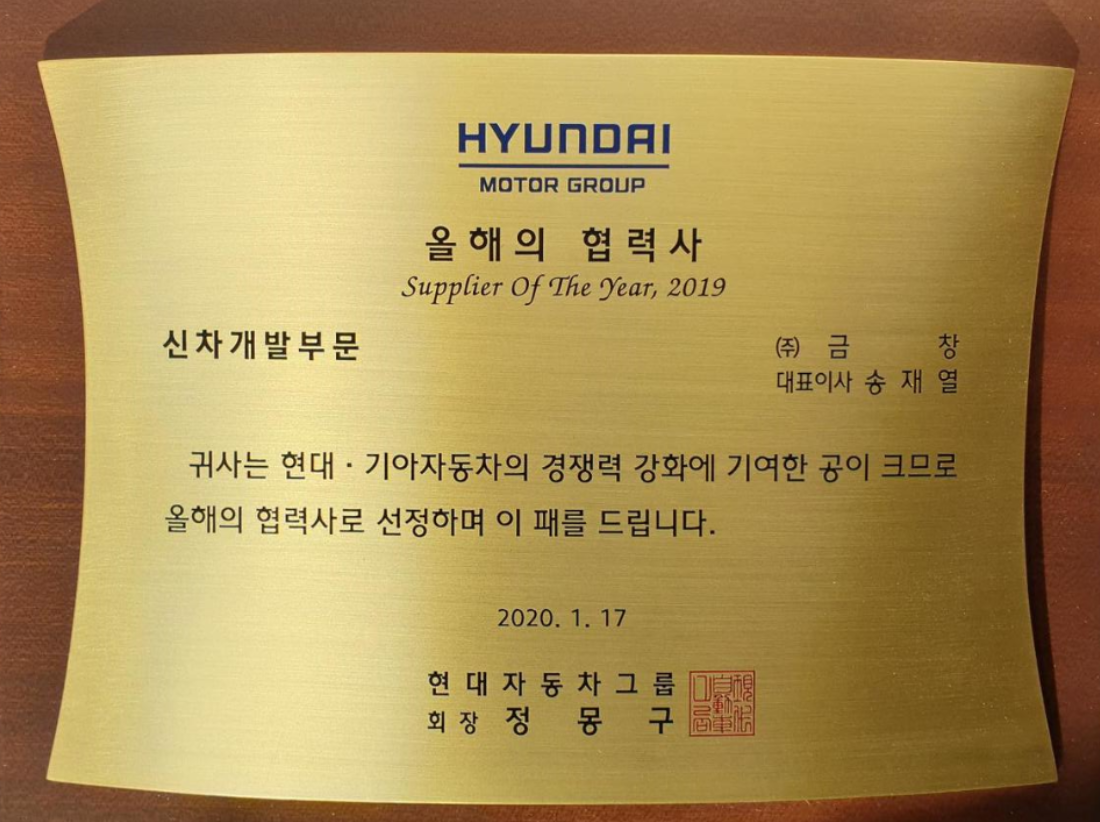 HYUNDAI
MOTOR GROUP
올해의 협력사
Supplier Of The Year, 2019
신차개발부문
㈜ 금 창
대표이사 송 재 열
귀사는 현대 · 기아자동차의 경쟁력 강화에 기여한 공이 크므로
올해의 협력사로 선정하며 이 패를 드립니다.
2020. 1. 17
현대자동차그룹
회장 정 몽 구